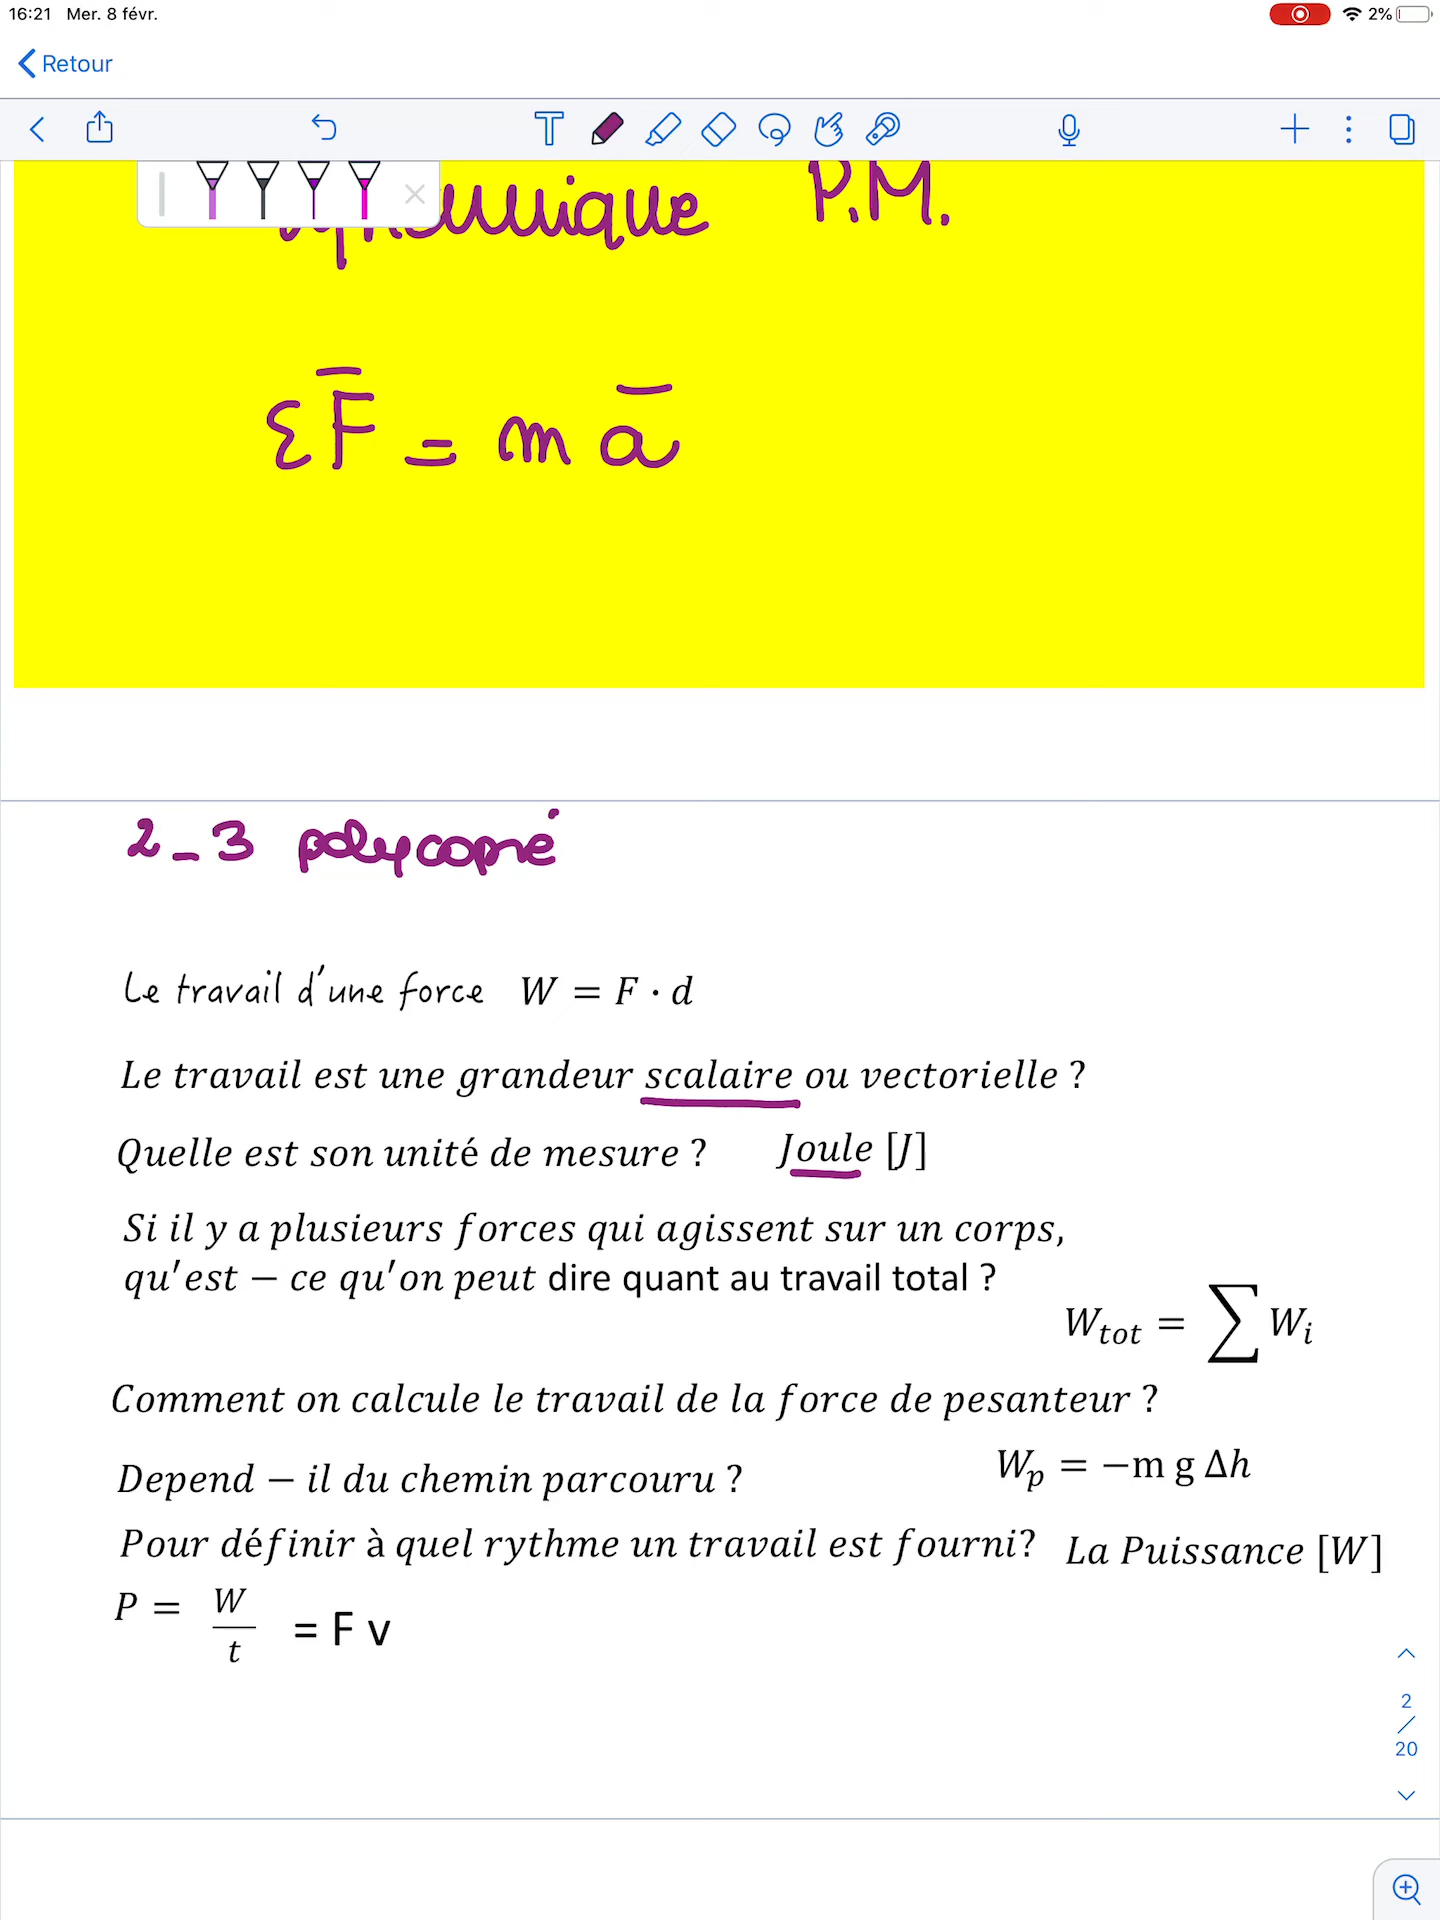 16:21 Mer. 8 févr. 2%
Retour
P.M.
Σ F̄ = m ā
2_3 polycopié
Le travail d'une force W = F · d
Le travail est une grandeur scalaire ou vectorielle ?
Quelle est son unité de mesure ? Joule [J]
Si il y a plusieurs forces qui agissent sur un corps,
qu'est − ce qu'on peut dire quant au travail total ?
W_tot = ∑ W_i
Comment on calcule le travail de la force de pesanteur ?
Depend − il du chemin parcouru ? W_p = −m g Δh
Pour définir à quel rythme un travail est fourni? La Puissance [W]
P = W/t = F v
2
/
20